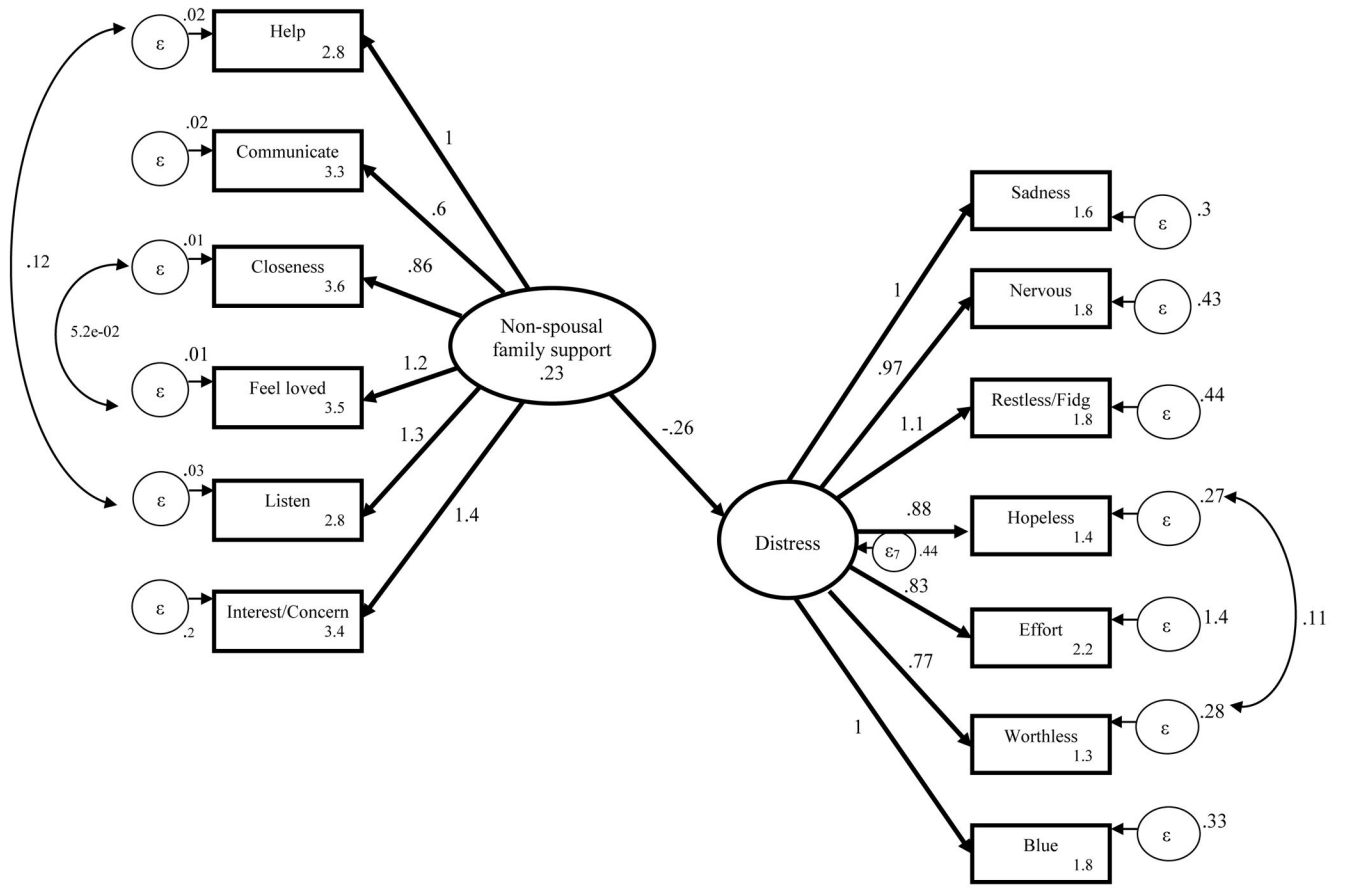 .02
ε
Help
2.8
.02
ε
Communicate
3.3
.01
ε
Closeness
3.6
.01
ε
Feel loved
3.5
.03
ε
Listen
2.8
ε
.2
Interest/Concern
3.4
.12
5.2e-02
1
.6
.86
1.2
1.3
1.4
Non-spousal
family support
.23
-.26
Distress
ε7
.44
1
.97
1.1
.88
.83
.77
1
Sadness
1.6
ε
.3
Nervous
1.8
ε
.43
Restless/Fidg
1.8
ε
.44
Hopeless
1.4
ε
.27
Effort
2.2
ε
1.4
Worthless
1.3
ε
.28
Blue
1.8
ε
.33
.11